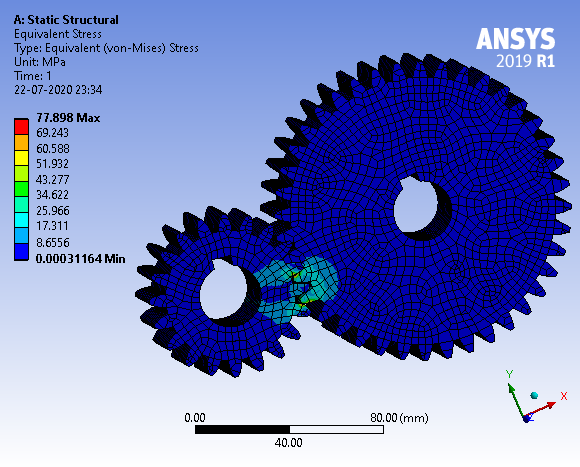 A: Static Structural
Equivalent Stress
Type: Equivalent (von-Mises) Stress
Unit: MPa
Time: 1
22-07-2020 23:34
ANSYS
2019 R1
77.898 Max
69.243
60.588
51.932
43.277
34.622
25.966
17.311
8.6556
0.00031164 Min
0.00
80.00 (mm)
40.00
Y
X
Z